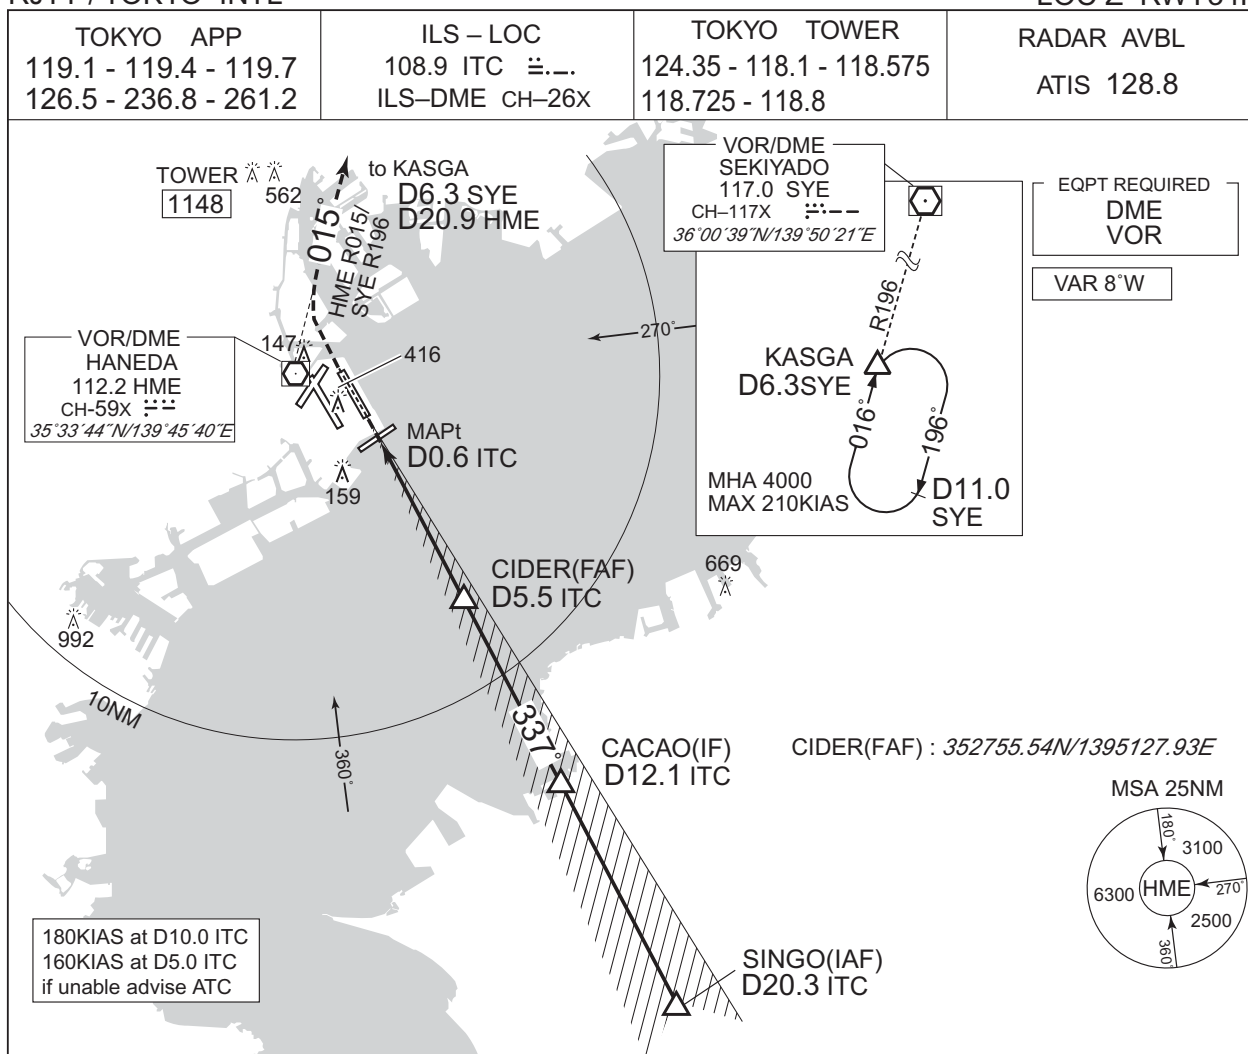 TOKYO APP
119.1 - 119.4 - 119.7
126.5 - 236.8 - 261.2
ILS – LOC
108.9 ITC
ILS–DME CH–26X
TOKYO TOWER
124.35 - 118.1 - 118.575
118.725 - 118.8
RADAR AVBL
ATIS 128.8
TOWER
1148
562
to KASGA
D6.3 SYE
D20.9 HME
015°
HME R015/
SYE R196
VOR/DME
SEKIYADO
117.0 SYE
CH–117X
36°00′39″N/139°50′21″E
EQPT REQUIRED
DME
VOR
VAR 8°W
R196
KASGA
D6.3SYE
016°
196°
MHA 4000
MAX 210KIAS
D11.0
SYE
270°
VOR/DME
HANEDA
112.2 HME
CH-59X
35°33′44″N/139°45′40″E
147
416
MAPt
D0.6 ITC
159
669
CIDER(FAF)
D5.5 ITC
992
10NM
337°
360°
CACAO(IF)
D12.1 ITC
CIDER(FAF) : 352755.54N/1395127.93E
MSA 25NM
180°
3100
6300
HME
270°
2500
360°
180KIAS at D10.0 ITC
160KIAS at D5.0 ITC
if unable advise ATC
SINGO(IAF)
D20.3 ITC